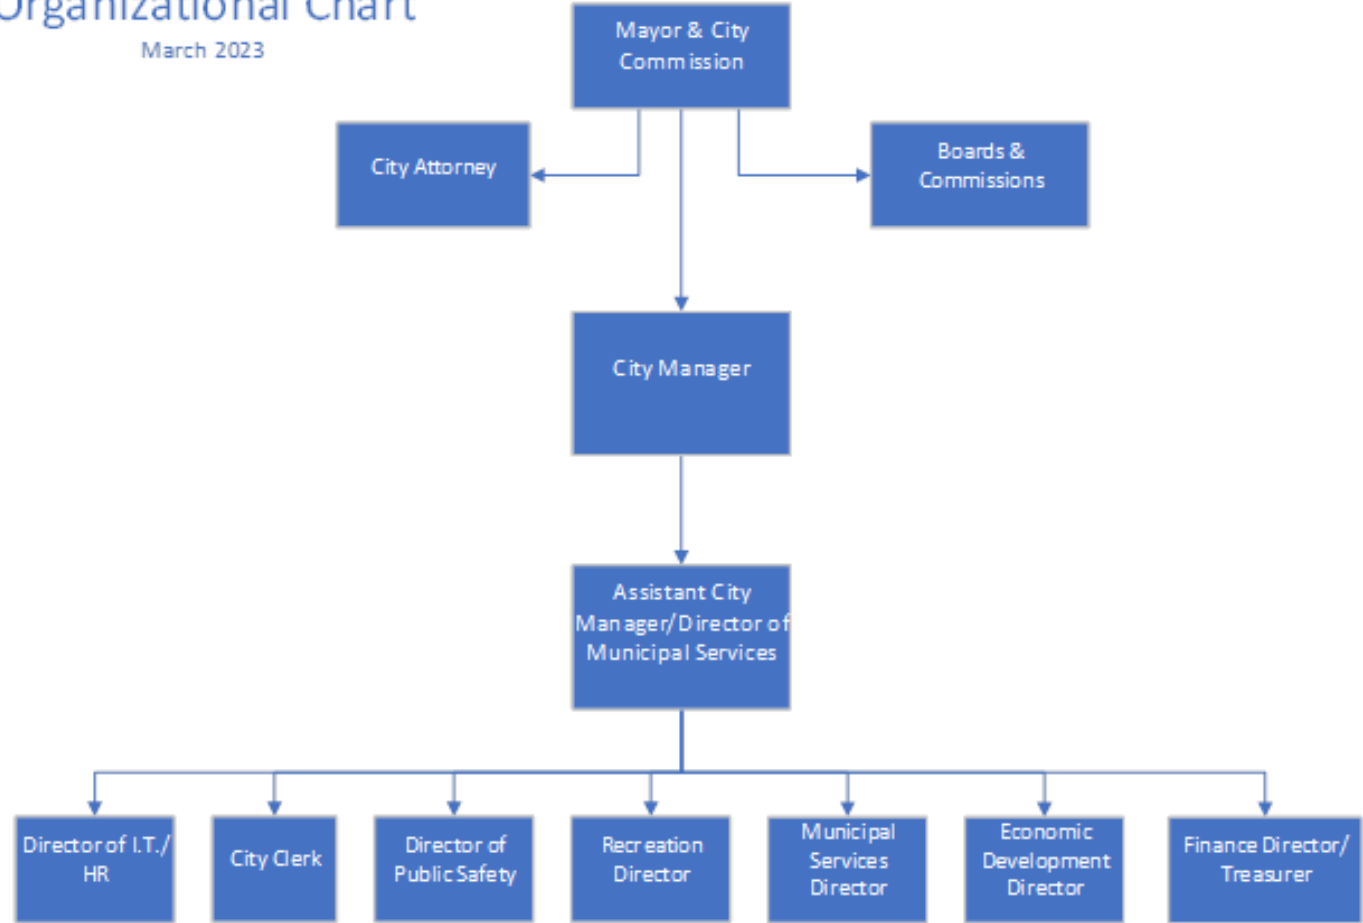 Organizational Chart
March 2023
Mayor & City
Commission
City Attorney
Boards &
Commissions
City Manager
Assistant City
Manager/Director of
Municipal Services
Director of I.T./
HR
City Clerk
Director of
Public Safety
Recreation
Director
Municipal
Services
Director
Economic
Development
Director
Finance Director/
Treasurer